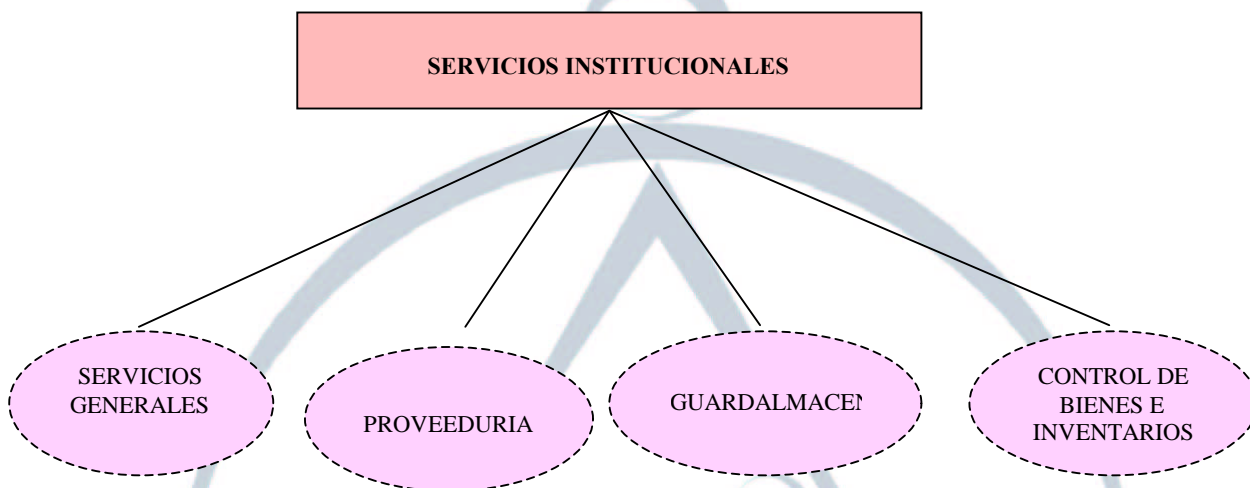 SERVICIOS INSTITUCIONALES
SERVICIOS
GENERALES
PROVEEDURIA
GUARDALMACEN
CONTROL DE
BIENES E
INVENTARIOS